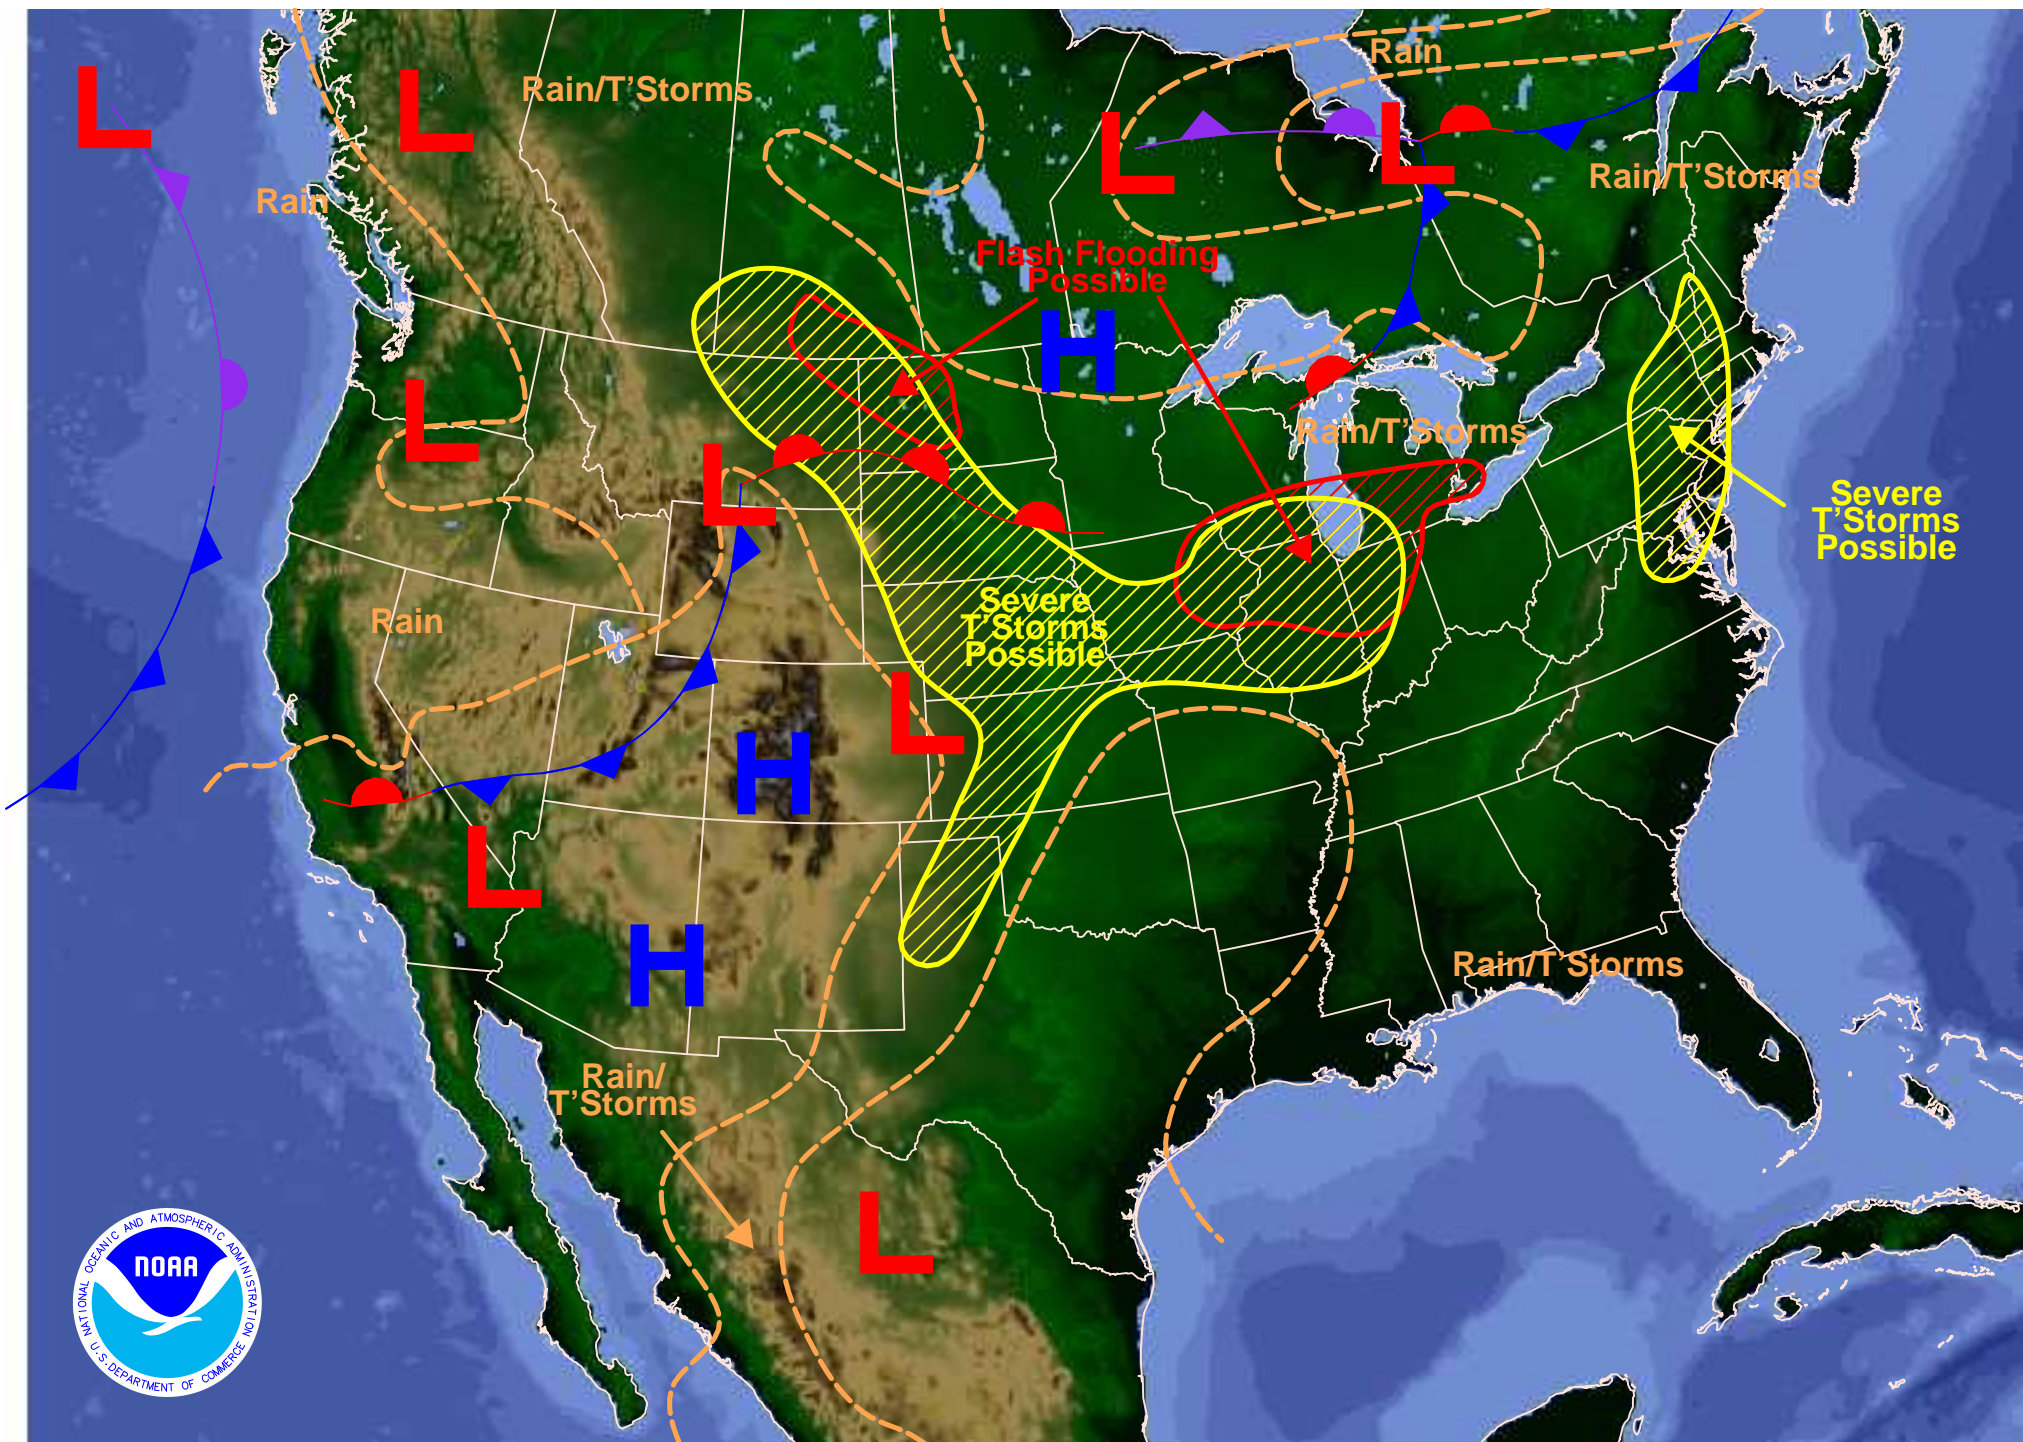 Rain
L
L
Rain/T'Storms
L
L
Rain/T'Storms
Rain
Flash Flooding
Possible
H
L
Rain/T'Storms
L
Severe
T'Storms
Possible
Severe
T'Storms
Possible
Rain
L
H
L
H
Rain/T'Storms
Rain/
T'Storms
L
NATIONAL OCEANIC AND ATMOSPHERIC ADMINISTRATION
NOAA
U.S. DEPARTMENT OF COMMERCE